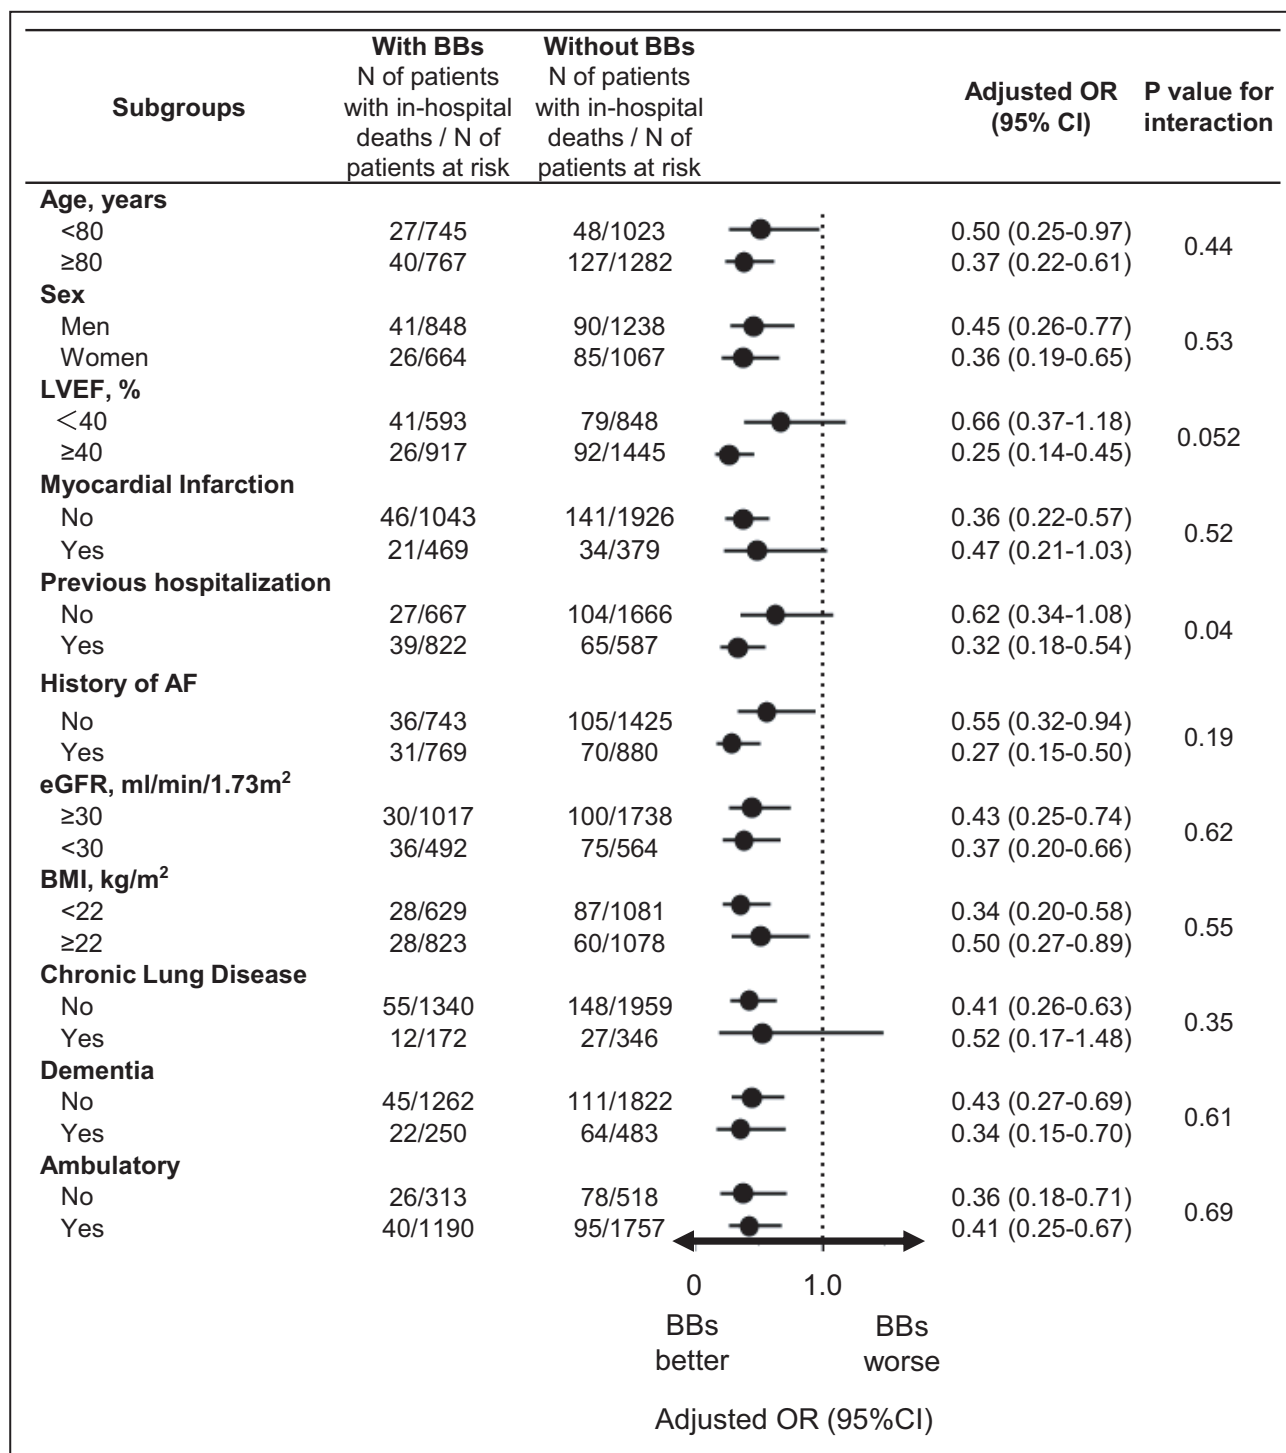 Subgroups
With BBs
N of patients
with in-hospital
deaths / N of
patients at risk
Without BBs
N of patients
with in-hospital
deaths / N of
patients at risk
Adjusted OR
(95% CI)
P value for
interaction
Age, years
<80 27/745 48/1023 0.50 (0.25-0.97)
≥80 40/767 127/1282 0.37 (0.22-0.61)
0.44
Sex
Men 41/848 90/1238 0.45 (0.26-0.77)
Women 26/664 85/1067 0.36 (0.19-0.65)
0.53
LVEF, %
＜40 41/593 79/848 0.66 (0.37-1.18)
≥40 26/917 92/1445 0.25 (0.14-0.45)
0.052
Myocardial Infarction
No 46/1043 141/1926 0.36 (0.22-0.57)
Yes 21/469 34/379 0.47 (0.21-1.03)
0.52
Previous hospitalization
No 27/667 104/1666 0.62 (0.34-1.08)
Yes 39/822 65/587 0.32 (0.18-0.54)
0.04
History of AF
No 36/743 105/1425 0.55 (0.32-0.94)
Yes 31/769 70/880 0.27 (0.15-0.50)
0.19
eGFR, ml/min/1.73m²
≥30 30/1017 100/1738 0.43 (0.25-0.74)
<30 36/492 75/564 0.37 (0.20-0.66)
0.62
BMI, kg/m²
<22 28/629 87/1081 0.34 (0.20-0.58)
≥22 28/823 60/1078 0.50 (0.27-0.89)
0.55
Chronic Lung Disease
No 55/1340 148/1959 0.41 (0.26-0.63)
Yes 12/172 27/346 0.52 (0.17-1.48)
0.35
Dementia
No 45/1262 111/1822 0.43 (0.27-0.69)
Yes 22/250 64/483 0.34 (0.15-0.70)
0.61
Ambulatory
No 26/313 78/518 0.36 (0.18-0.71)
Yes 40/1190 95/1757 0.41 (0.25-0.67)
0.69
0 1.0
BBs
better
BBs
worse
Adjusted OR (95%CI)